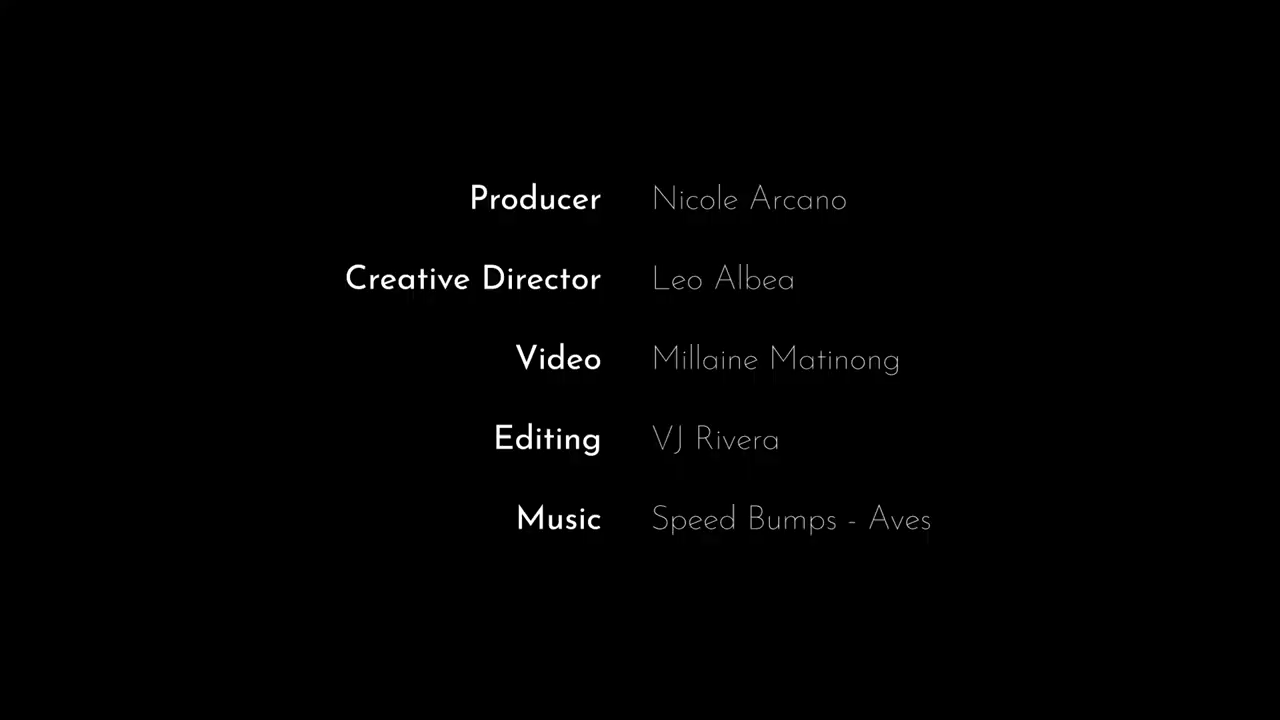 Producer Nicole Arcano
Creative Director Leo Albea
Video Millaine Matinong
Editing VJ Rivera
Music Speed Bumps - Aves